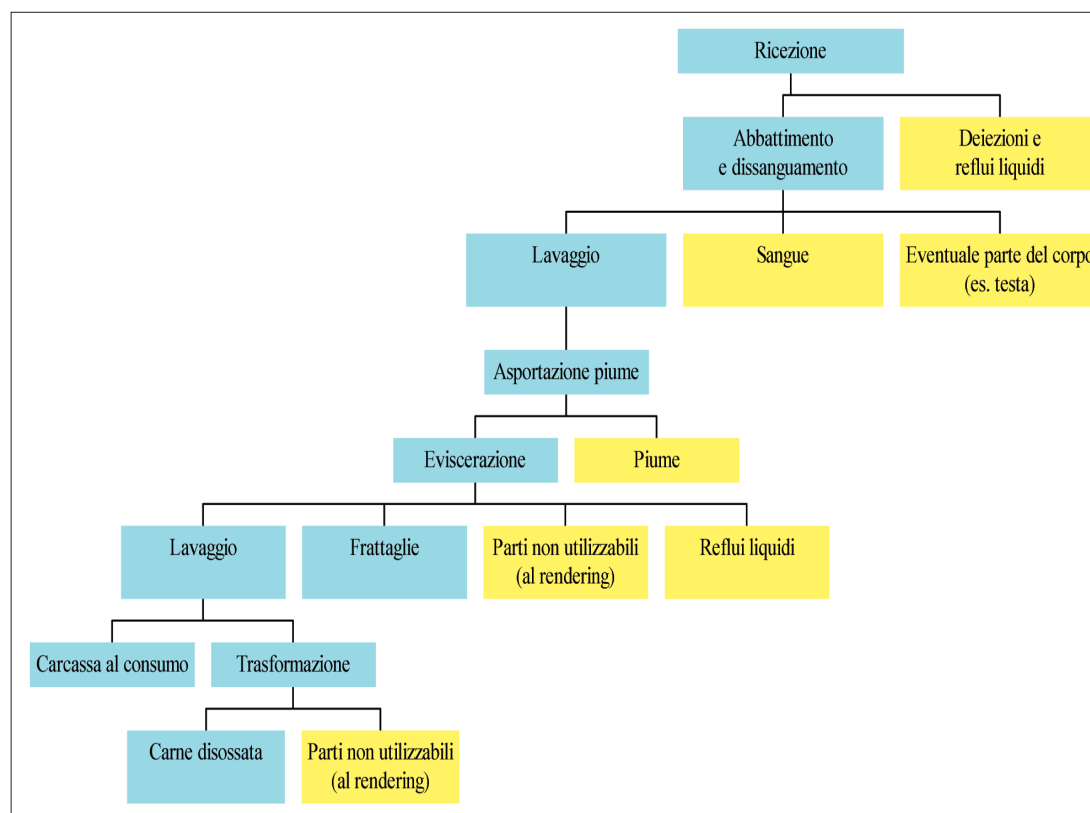 Ricezione
Abbattimento
e dissanguamento
Deiezioni e
reflui liquidi
Lavaggio
Sangue
Eventuale parte del corpo
(es. testa)
Asportazione piume
Eviscerazione
Piume
Lavaggio
Frattaglie
Parti non utilizzabili
(al rendering)
Reflui liquidi
Carcassa al consumo
Trasformazione
Carne disossata
Parti non utilizzabili
(al rendering)